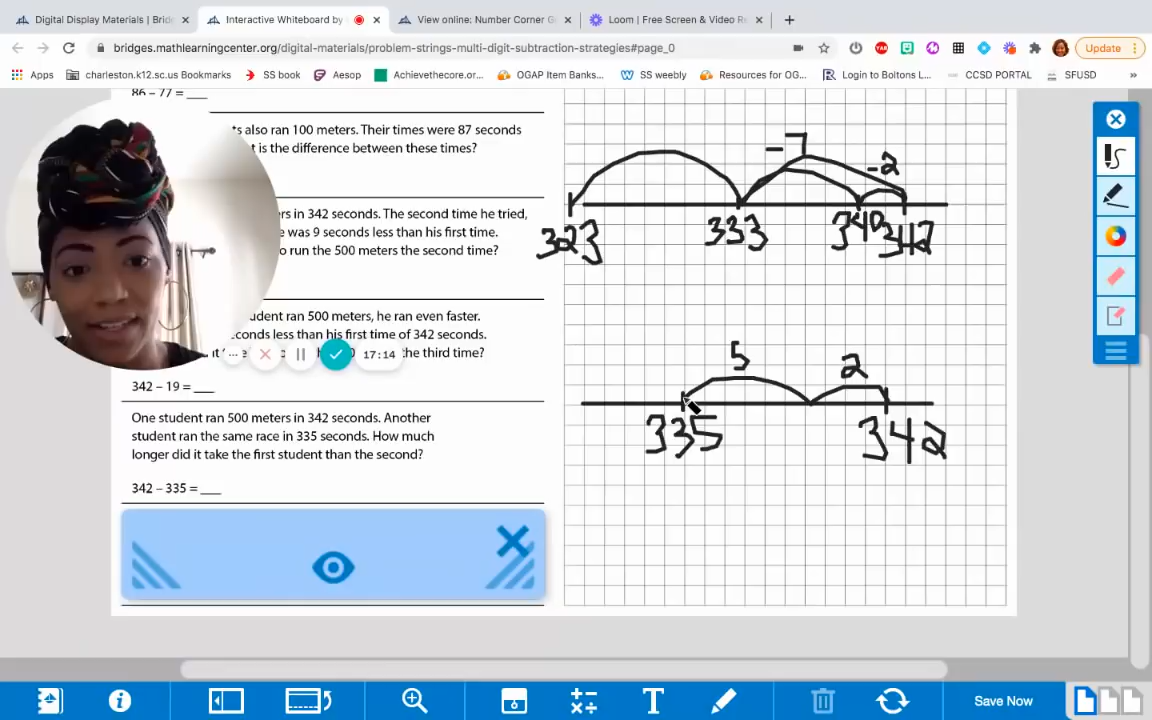 Digital Display Materials | Brid
Interactive Whiteboard by
View online: Number Corner G
Loom | Free Screen & Video Re
bridges.mathlearningcenter.org/digital-materials/problem-strings-multi-digit-subtraction-strategies#page_0
Update
Apps
charleston.k12.sc.us Bookmarks
SS book
Aesop
Achievethecore.org...
OGAP Item Banks...
SS weekly
Resources for OG...
Login to Boltons L...
CCSD PORTAL
SFUSD
»
86 – 77 = ___
ts also ran 100 meters. Their times were 87 seconds
t is the difference between these times?
rs in 342 seconds. The second time he tried,
e was 9 seconds less than his first time.
o run the 500 meters the second time?
udent ran 500 meters, he ran even faster.
conds less than his first time of 342 seconds.
the third time?
17:14
342 – 19 = ___
One student ran 500 meters in 342 seconds. Another
student ran the same race in 335 seconds. How much
longer did it take the first student than the second?
342 – 335 = ___
-7
-2
323
333
340
342
5
2
335
342
Save Now